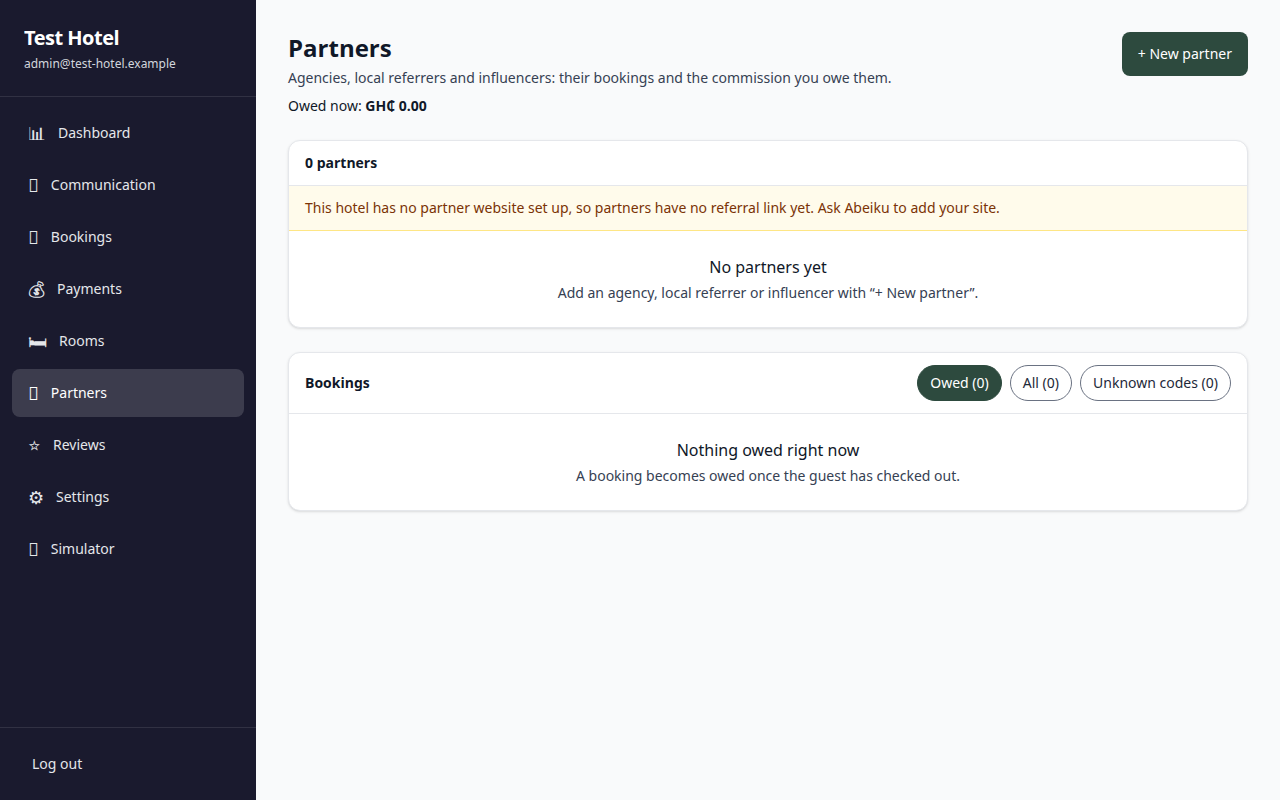 Test Hotel
admin@test-hotel.example
Dashboard
Communication
Bookings
Payments
Rooms
Partners
Reviews
Settings
Simulator
Log out
Partners
+ New partner
Agencies, local referrers and influencers: their bookings and the commission you owe them.
Owed now: GH₵ 0.00
0 partners
This hotel has no partner website set up, so partners have no referral link yet. Ask Abeiku to add your site.
No partners yet
Add an agency, local referrer or influencer with “+ New partner”.
Bookings
Owed (0)
All (0)
Unknown codes (0)
Nothing owed right now
A booking becomes owed once the guest has checked out.